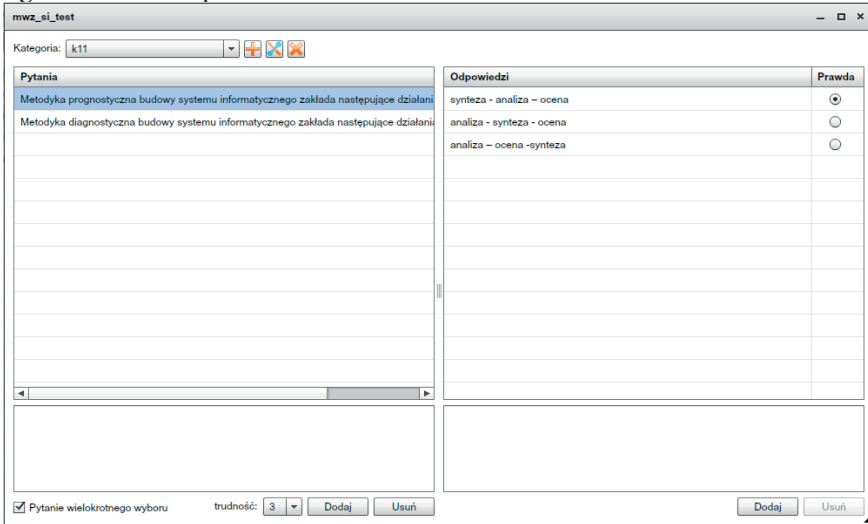 mwz_si_test
Kategoria: k11
Pytania
Metodyka prognostyczna budowy systemu informatycznego zakłada następujące działani
Metodyka diagnostyczna budowy systemu informatycznego zakłada następujące działania
Odpowiedzi Prawda
synteza - analiza – ocena
analiza - synteza - ocena
analiza – ocena -synteza
Pytanie wielokrotnego wyboru trudność: 3 Dodaj Usuń
Dodaj Usuń